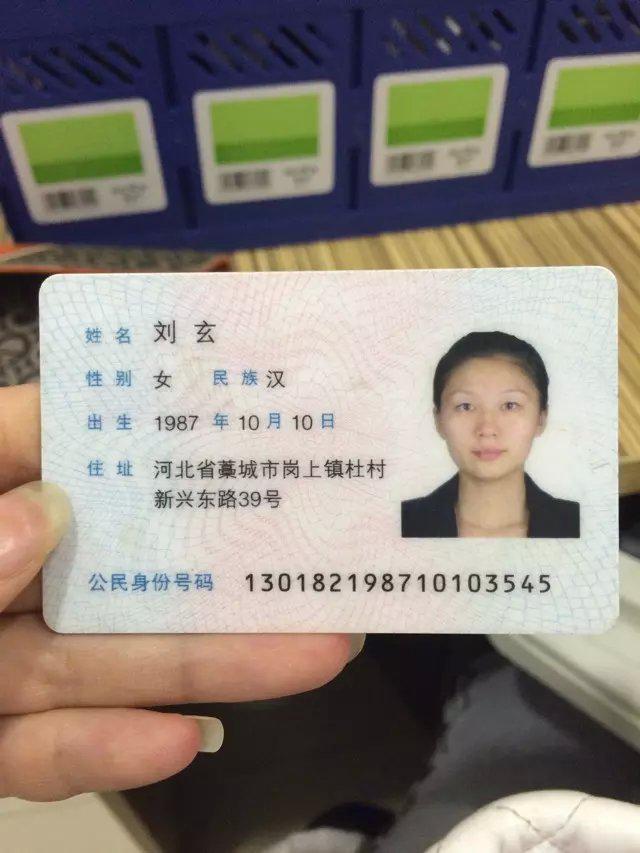 姓名 刘玄
性别 女 民族 汉
出生 1987 年 10 月 10 日
住址 河北省藁城市岗上镇杜村
新兴东路39号
公民身份号码 130182198710103545